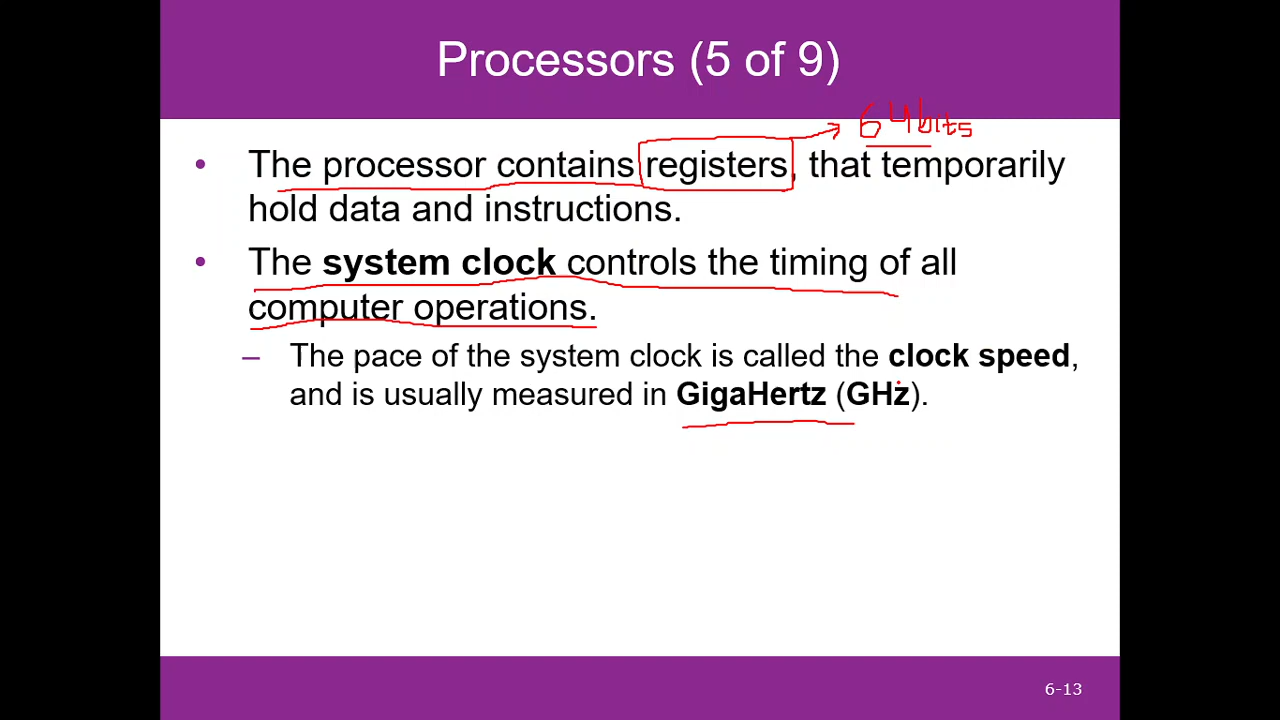 Processors (5 of 9)
64bits
• The processor contains registers, that temporarily
hold data and instructions.
• The system clock controls the timing of all
computer operations.
– The pace of the system clock is called the clock speed,
and is usually measured in GigaHertz (GHz).
6-13